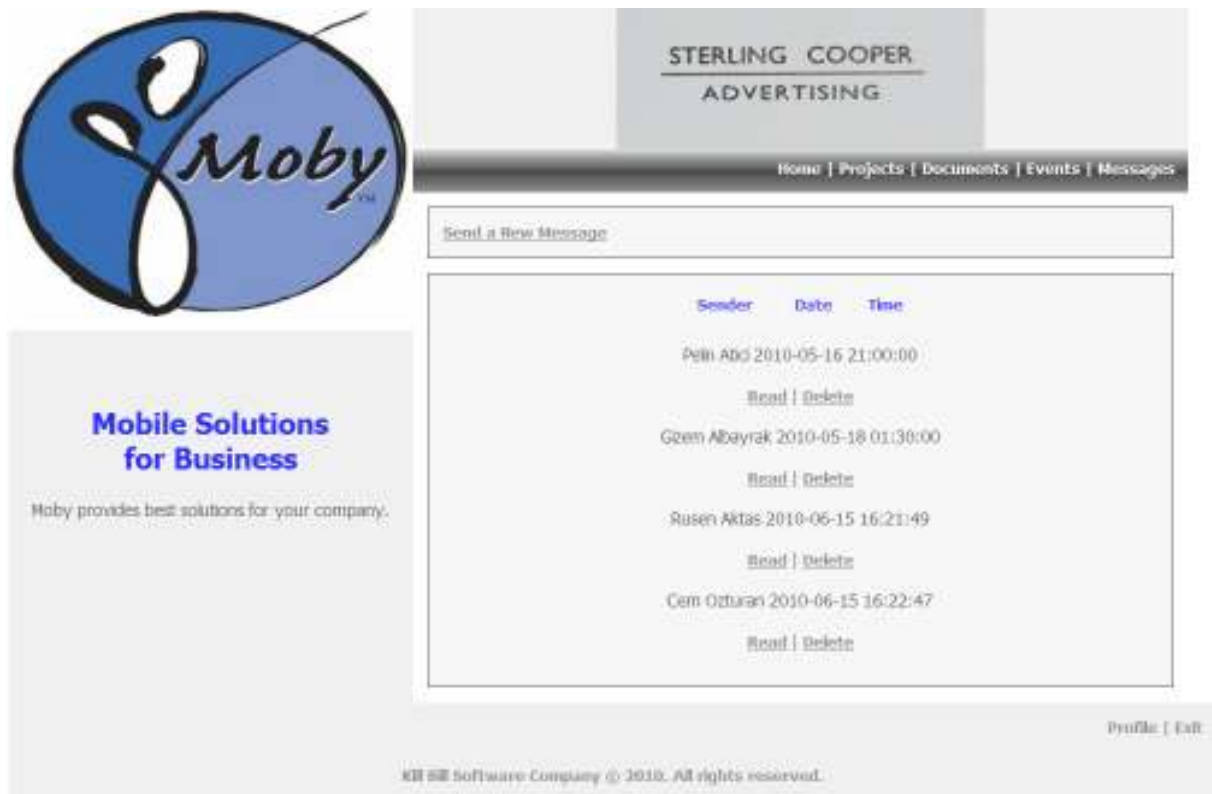 Moby
TM
STERLING COOPER
ADVERTISING
Home | Projects | Documents | Events | Messages
Send a New Message
Sender Date Time
Pelin Atici 2010-05-16 21:00:00
Read | Delete
Gizem Albayrak 2010-05-18 01:30:00
Read | Delete
Rusen Aktas 2010-06-15 16:21:49
Read | Delete
Cem Ozturan 2010-06-15 16:22:47
Read | Delete
Mobile Solutions
for Business
Moby provides best solutions for your company.
Profile | Exit
Kill Bill Software Company © 2010. All rights reserved.